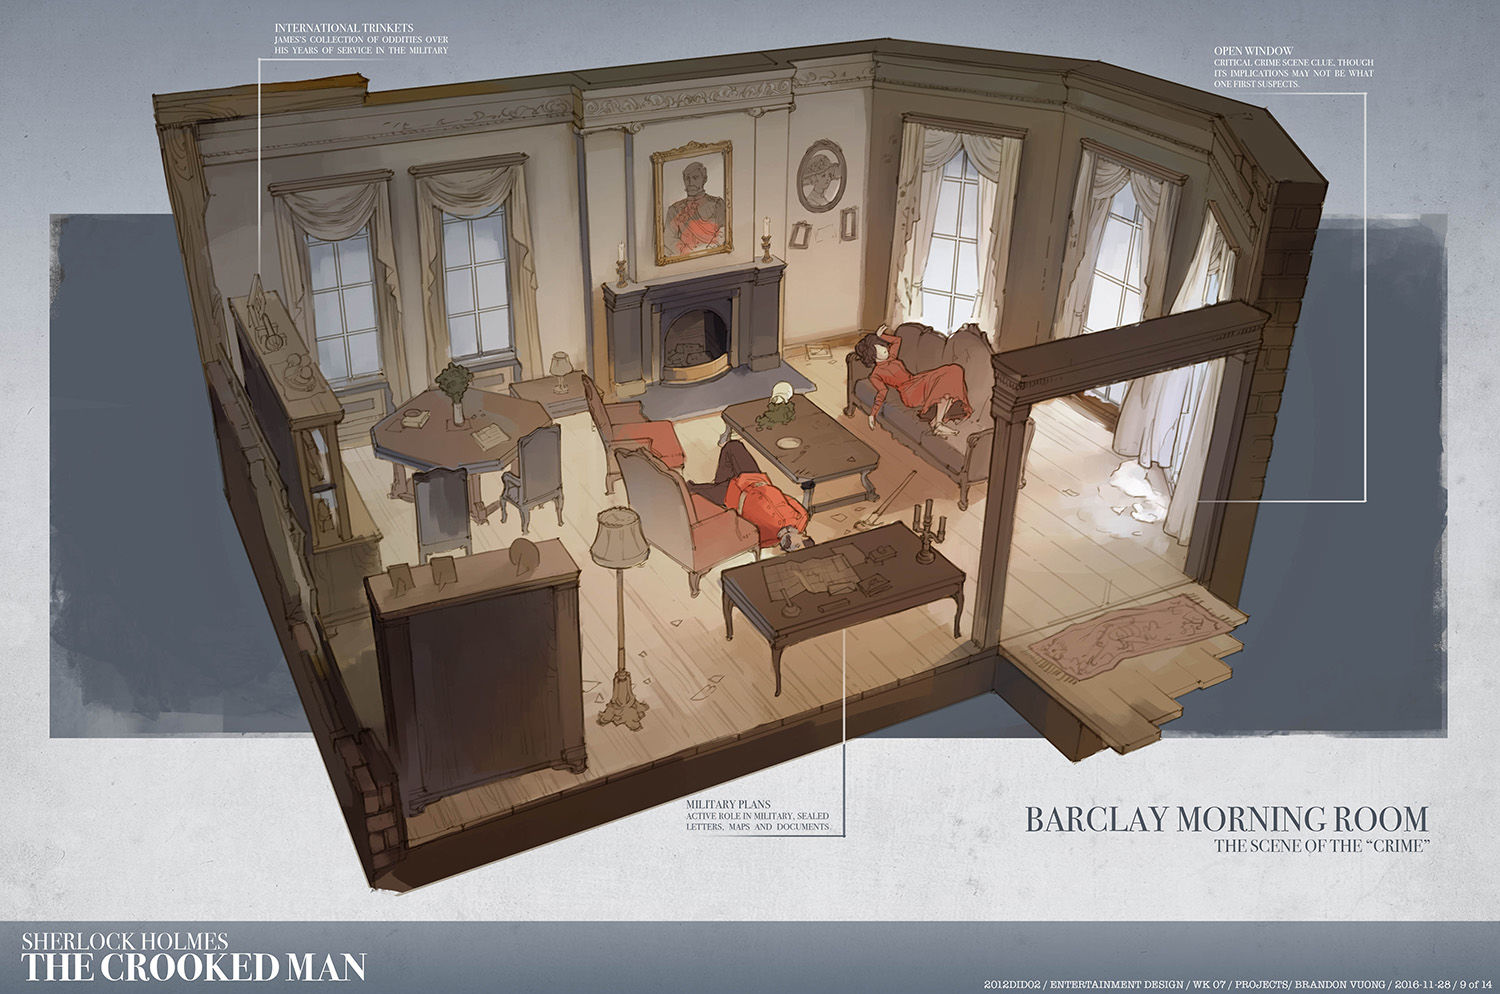 INTERNATIONAL TRINKETS
JAMES'S COLLECTION OF ODDITIES OVER
HIS YEARS OF SERVICE IN THE MILITARY
OPEN WINDOW
CRITICAL CRIME SCENE CLUE, THOUGH
ITS IMPLICATIONS MAY NOT BE WHAT
ONE FIRST SUSPECTS.
MILITARY PLANS
ACTIVE ROLE IN MILITARY, SEALED
LETTERS, MAPS AND DOCUMENTS
BARCLAY MORNING ROOM
THE SCENE OF THE “CRIME”
SHERLOCK HOLMES
THE CROOKED MAN
2012DID02 / ENTERTAINMENT DESIGN / WK 07 / PROJECTS/ BRANDON VUONG / 2016-11-28 / 9 of 14